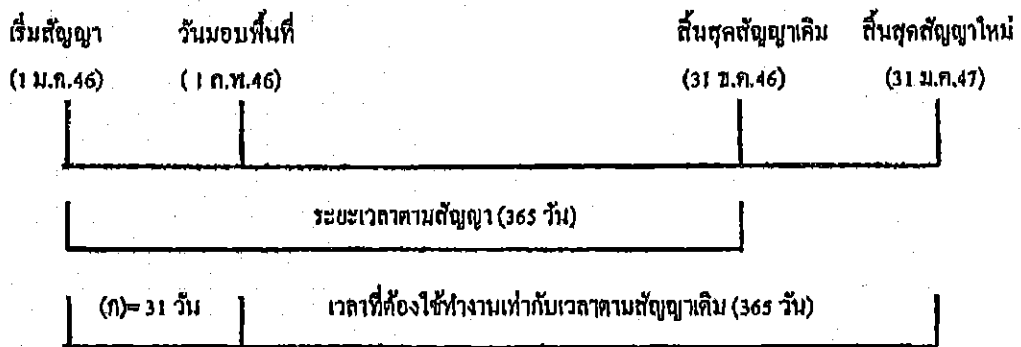 เริ่มสัญญา วันมอบพื้นที่ สิ้นสุดสัญญาเดิม สิ้นสุดสัญญาใหม่
(1 ม.ค.46) (1 ก.พ.46) (31 ธ.ค.46) (31 ม.ค.47)
ระยะเวลาตามสัญญา (365 วัน)
(ก)= 31 วัน เวลาที่ต้องใช้ทำงานเท่ากับเวลาตามสัญญาเดิม (365 วัน)